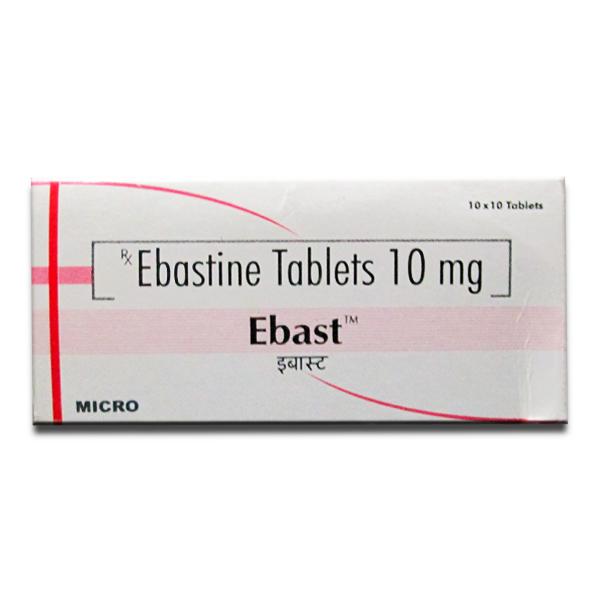 10 x 10 Tablets
℞ Ebastine Tablets 10 mg
Ebast™
इबास्ट
MICRO